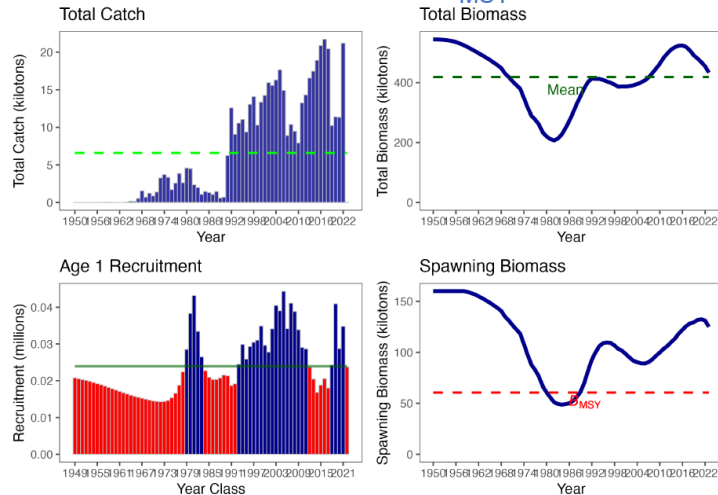 Total Catch
Total Catch (kilotons)
20
15
10
5
0
1950 1956 1962 1968 1974 1980 1986 1992 1998 2004 2010 2016 2022
Year
Total Biomass
Total Biomass (kilotons)
400
200
0
Mean
1950 1956 1962 1968 1974 1980 1986 1992 1998 2004 2010 2016 2022
Year
Age 1 Recruitment
Recruitment (millions)
0.04
0.03
0.02
0.01
0.00
1949 1955 1961 1967 1973 1979 1985 1991 1997 2003 2009 2015 2021
Year Class
Spawning Biomass
Spawning Biomass (kilotons)
150
100
50
0
BMSY
1950 1956 1962 1968 1974 1980 1986 1992 1998 2004 2010 2016 2022
Year